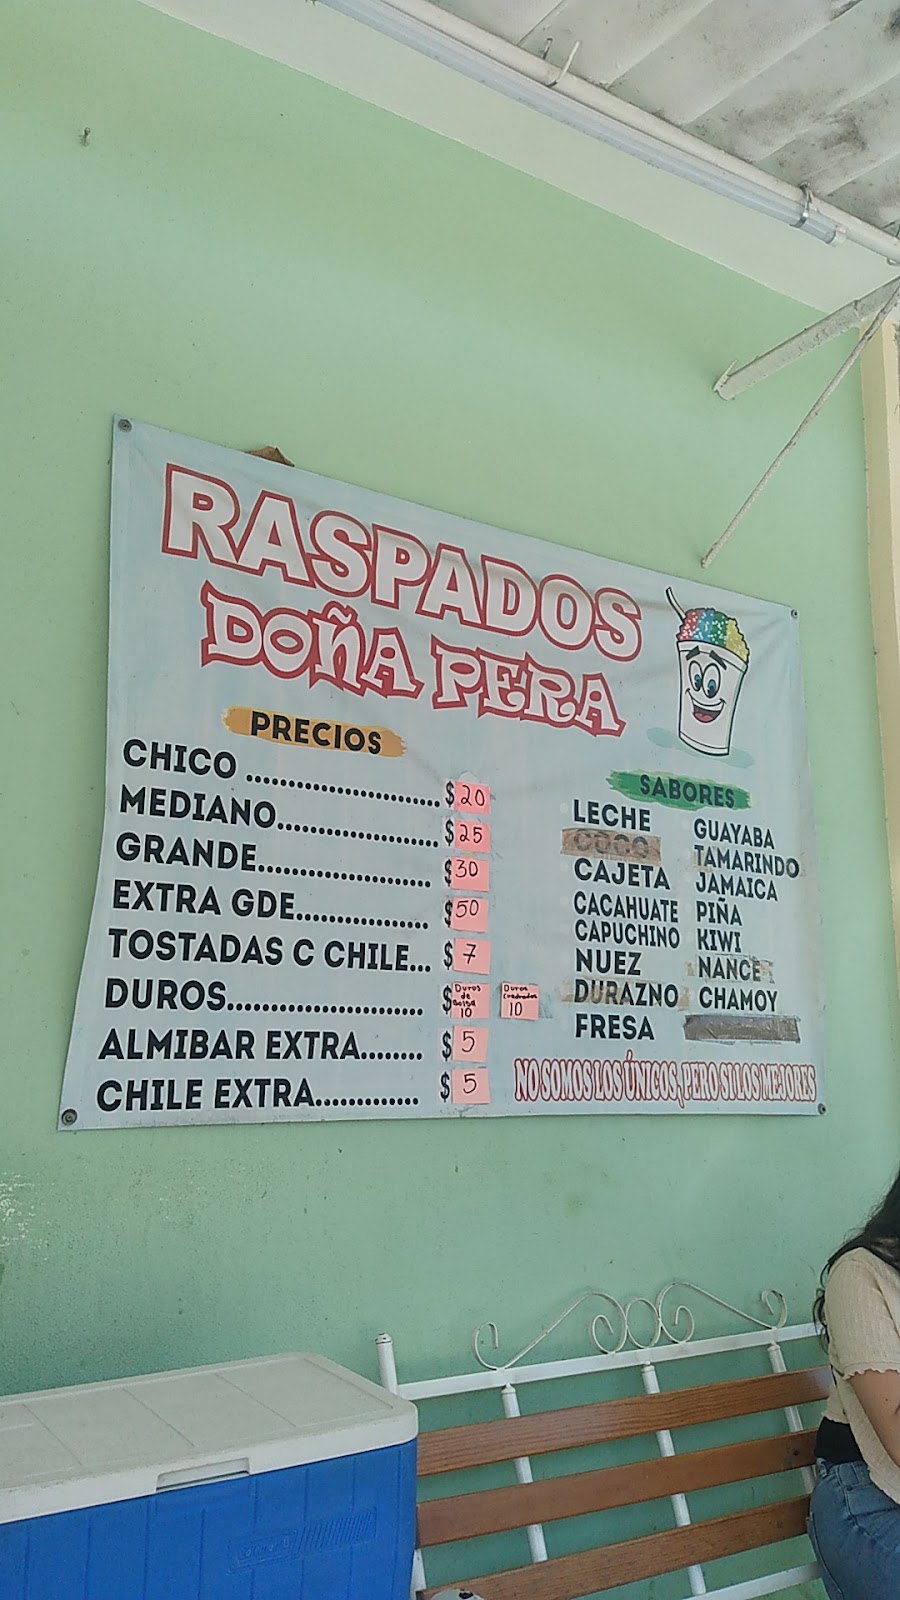 RASPADOS
DOÑA PERA
PRECIOS
CHICO ........................ $20
MEDIANO.................... $25
GRANDE...................... $30
EXTRA GDE................. $50
TOSTADAS C CHILE... $7
DUROS......................... $ Duros de Bolsa 10 Duros Cuadrados 10
ALMIBAR EXTRA........ $5
CHILE EXTRA............. $5
SABORES
LECHE
COCO
CAJETA
CACAHUATE
CAPUCHINO
NUEZ
DURAZNO
FRESA
GUAYABA
TAMARINDO
JAMAICA
PIÑA
KIWI
NANCE
CHAMOY
NO SOMOS LOS ÚNICOS, PERO SI LOS MEJORES